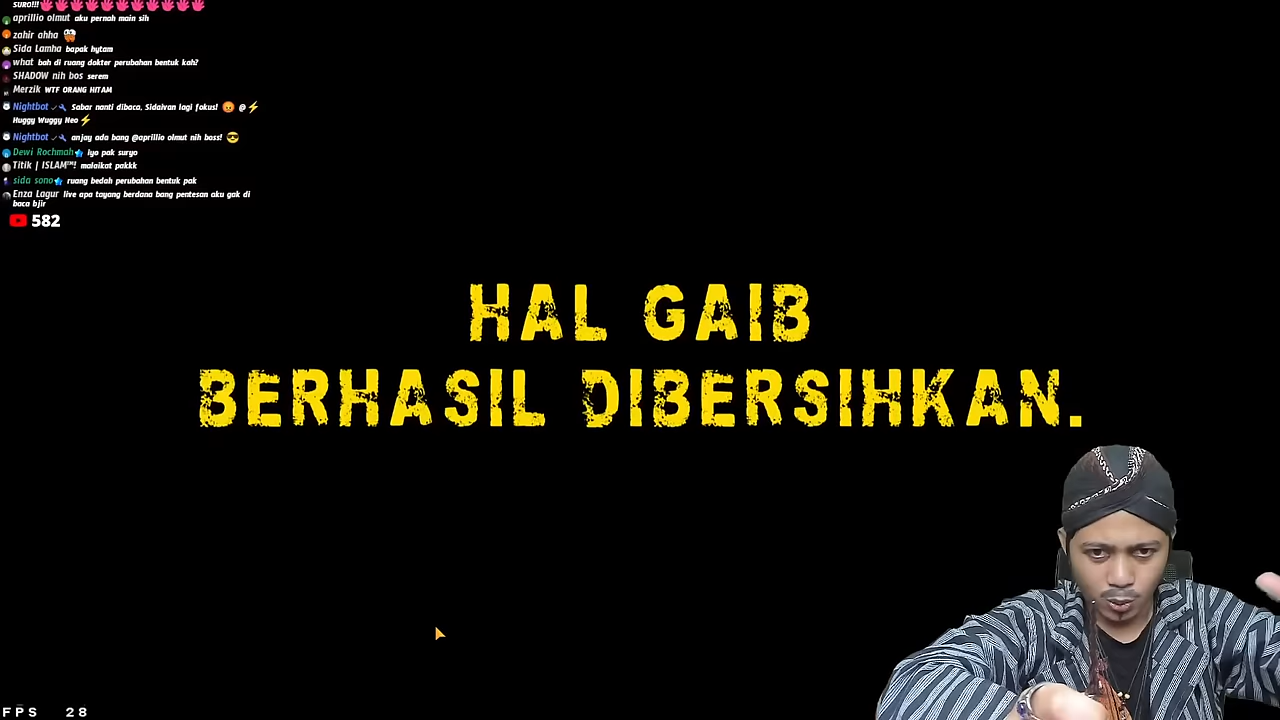 SURO!!!
aprillio olmut aku pernah main sih
zahir ahha
Sida Lamha bapak hytam
what bah di ruang dokter perubahan bentuk kah?
SHADOW nih bos serem
Merzik WTF ORANG HITAM
Nightbot Sabar nanti dibaca, Sidaivan lagi fokus! @
Huggy Wuggy Neo
Nightbot anjay ada bang @aprillio olmut nih boss!
Dewi Rochmah iyo pak suryo
Titik | ISLAM™! malaikat pakkk
sida sono ruang bedah perubahan bentuk pak
Enza Lagur live apa tayang berdana bang pentesan aku gak di
baca bjir
582
HAL GAIB
BERHASIL DIBERSIHKAN.
FPS 28